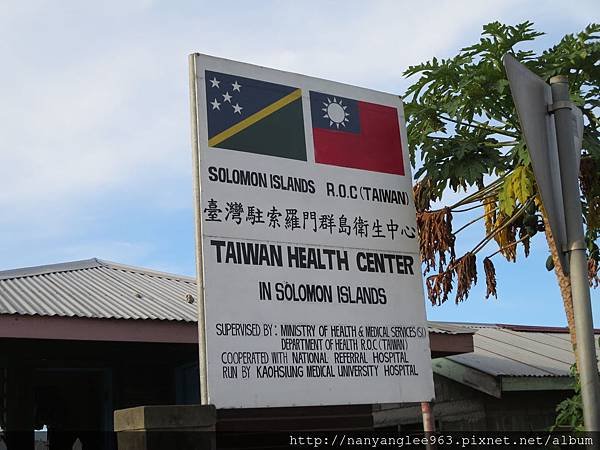 SOLOMON ISLANDS R.O.C (TAIWAN)
臺灣駐索羅門群島衛生中心
TAIWAN HEALTH CENTER
IN SOLOMON ISLANDS
SUPERVISED BY : MINISTRY OF HEALTH & MEDICAL SERVICES (SI)
DEPARTMENT OF HEALTH R.O.C (TAIWAN)
COOPERATED WITH NATIONAL REFERRAL HOSPITAL
RUN BY KAOHSIUNG MEDICAL UNIVERSITY HOSPITAL
http://nanyanglee963.pixnet.net/album